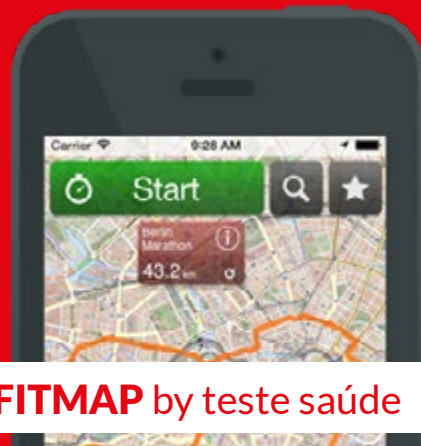 Carrier 9:28 AM
Start
Berlin
Marathon
43.2 km
FITMAP by teste saúde